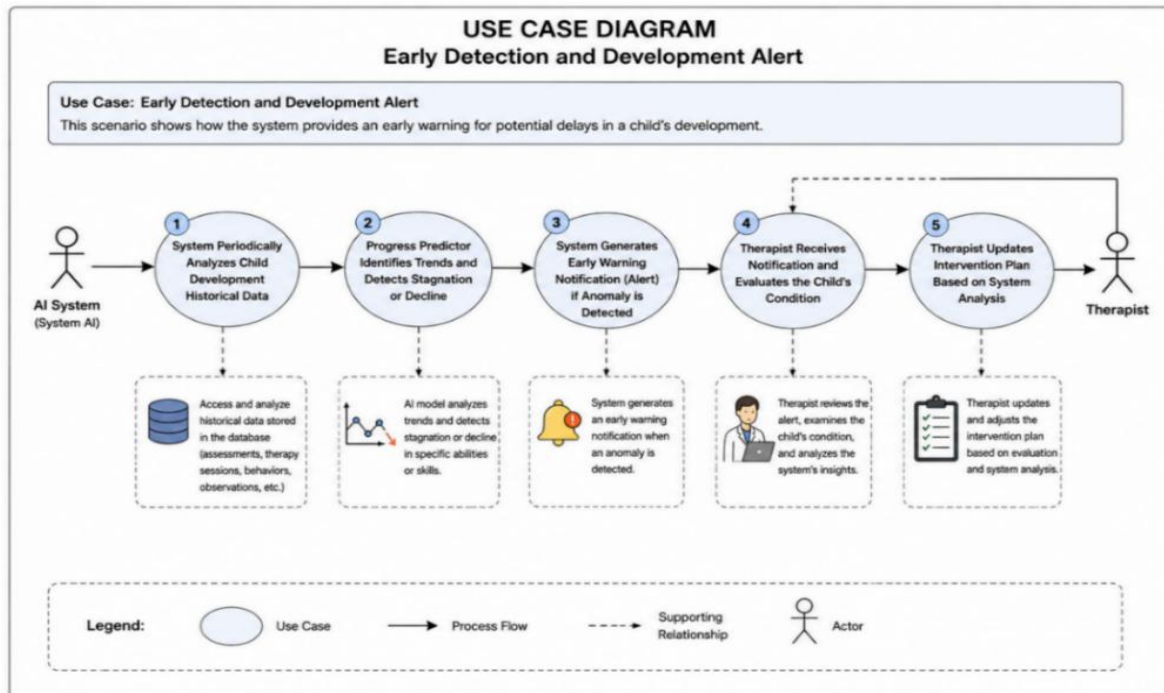 USE CASE DIAGRAM
Early Detection and Development Alert
Use Case: Early Detection and Development Alert
This scenario shows how the system provides an early warning for potential delays in a child's development.
AI System
(System AI)
1
System Periodically
Analyzes Child
Development
Historical Data
2
Progress Predictor
Identifies Trends and
Detects Stagnation
or Decline
3
System Generates
Early Warning
Notification (Alert)
if Anomaly is
Detected
4
Therapist Receives
Notification and
Evaluates the Child's
Condition
5
Therapist Updates
Intervention Plan
Based on System
Analysis
Therapist
Access and analyze
historical data stored
in the database
(assessments, therapy
sessions, behaviors,
observations, etc.)
AI model analyzes
trends and detects
stagnation or decline
in specific abilities
or skills.
System generates
an early warning
notification when
an anomaly is
detected.
Therapist reviews the
alert, examines the
child's condition,
and analyzes the
system's insights.
Therapist updates
and adjusts the
intervention plan
based on evaluation
and system analysis.
Legend:
Use Case
Process Flow
Supporting
Relationship
Actor